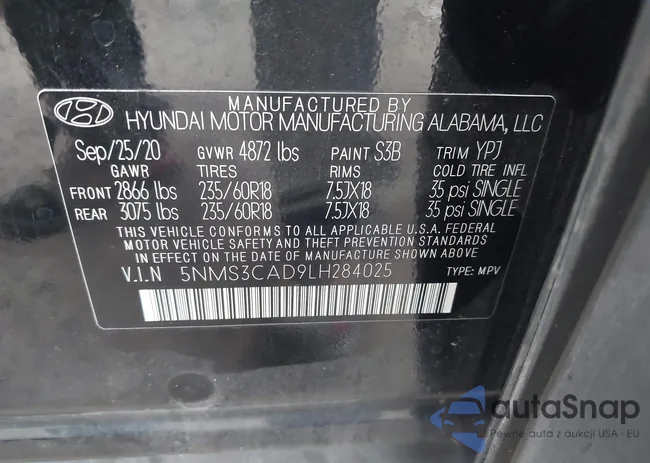 MANUFACTURED BY
HYUNDAI MOTOR MANUFACTURING ALABAMA, LLC
Sep/25/20 GVWR 4872 lbs PAINT S3B TRIM YPJ
GAWR TIRES RIMS COLD TIRE INFL
FRONT 2866 lbs 235/60R18 7.5JX18 35 psi SINGLE
REAR 3075 lbs 235/60R18 7.5JX18 35 psi SINGLE
THIS VEHICLE CONFORMS TO ALL APPLICABLE U.S.A. FEDERAL
MOTOR VEHICLE SAFETY AND THEFT PREVENTION STANDARDS
IN EFFECT ON THE DATE OF MANUFACTURE SHOWN ABOVE
V.I.N 5NMS3CAD9LH284025 TYPE: MPV
autaSnap
Pewne auta z aukcji USA i EU